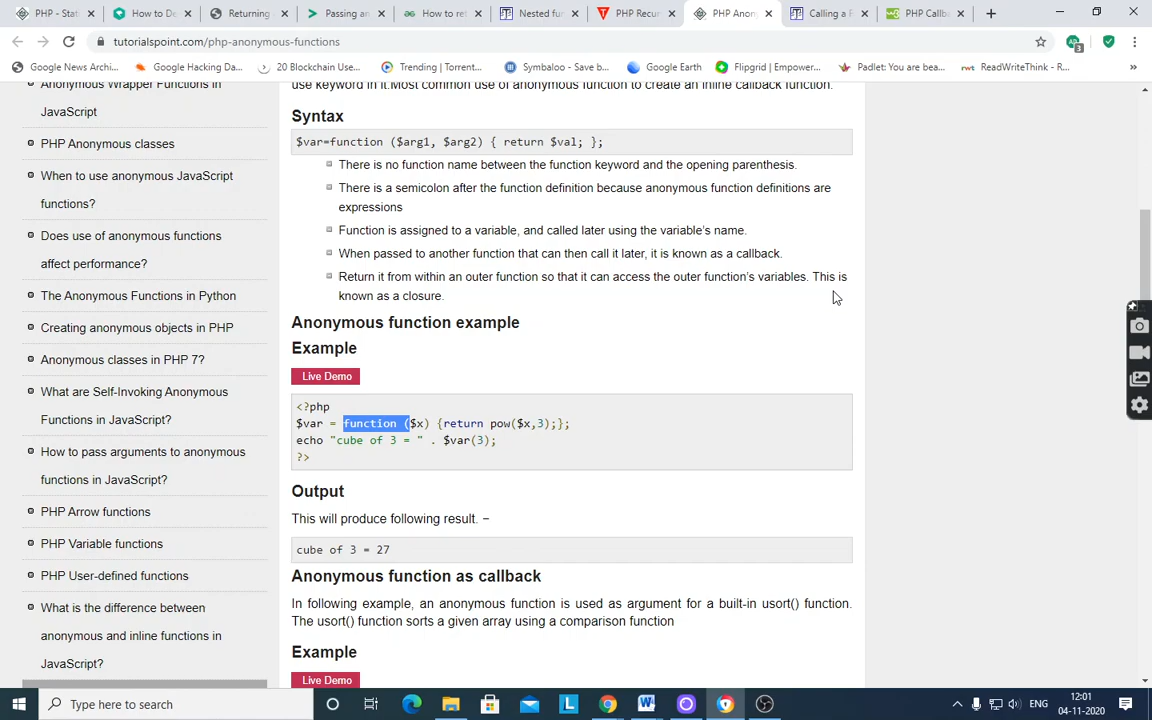 PHP - Stati
How to De
Returning
Passing an
How to ret
Nested fun
PHP Recur
PHP Anon
Calling a F
PHP Callb
tutorialspoint.com/php-anonymous-functions
Google News Archi...
Google Hacking Da...
20 Blockchain Use...
Trending | Torrent...
Symbaloo - Save b...
Google Earth
Flipgrid | Empower...
Padlet: You are bea...
ReadWriteThink - R...
Anonymous Wrapper Functions in
JavaScript
PHP Anonymous classes
When to use anonymous JavaScript
functions?
Does use of anonymous functions
affect performance?
The Anonymous Functions in Python
Creating anonymous objects in PHP
Anonymous classes in PHP 7?
What are Self-Invoking Anonymous
Functions in JavaScript?
How to pass arguments to anonymous
functions in JavaScript?
PHP Arrow functions
PHP Variable functions
PHP User-defined functions
What is the difference between
anonymous and inline functions in
JavaScript?
use keyword in it.Most common use of anonymous function to create an inline callback function.
Syntax
$var=function ($arg1, $arg2) { return $val; };
There is no function name between the function keyword and the opening parenthesis.
There is a semicolon after the function definition because anonymous function definitions are
expressions
Function is assigned to a variable, and called later using the variable's name.
When passed to another function that can then call it later, it is known as a callback.
Return it from within an outer function so that it can access the outer function's variables. This is
known as a closure.
Anonymous function example
Example
Live Demo
<?php
$var = function ($x) {return pow($x,3);};
echo "cube of 3 = " . $var(3);
?>
Output
This will produce following result. −
cube of 3 = 27
Anonymous function as callback
In following example, an anonymous function is used as argument for a built-in usort() function.
The usort() function sorts a given array using a comparison function
Example
Live Demo
Type here to search
ENG
12:01
04-11-2020